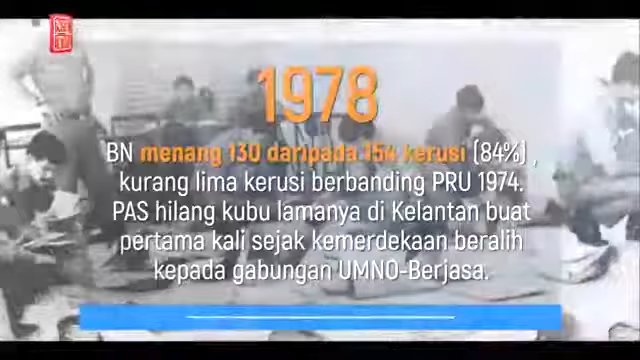 1978
BN menang 130 daripada 154 kerusi (84%) ,
kurang lima kerusi berbanding PRU 1974.
PAS hilang kubu lamanya di Kelantan buat
pertama kali sejak kemerdekaan beralih
kepada gabungan UMNO-Berjasa.